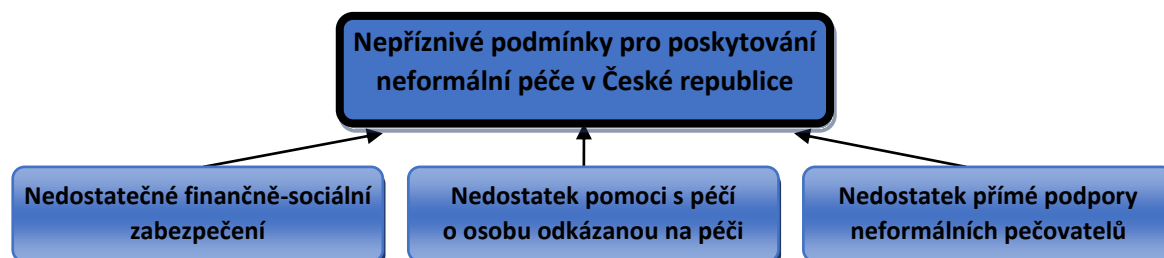 Nepříznivé podmínky pro poskytování
neformální péče v České republice
Nedostatečné finančně-sociální
zabezpečení
Nedostatek pomoci s péčí
o osobu odkázanou na péči
Nedostatek přímé podpory
neformálních pečovatelů